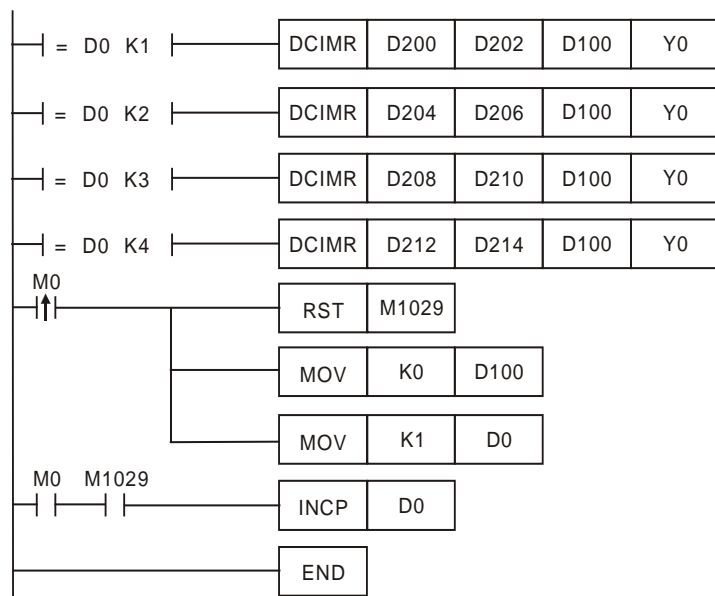 = D0 K1 DCIMR D200 D202 D100 Y0
= D0 K2 DCIMR D204 D206 D100 Y0
= D0 K3 DCIMR D208 D210 D100 Y0
= D0 K4 DCIMR D212 D214 D100 Y0
M0
RST M1029
MOV K0 D100
MOV K1 D0
M0 M1029
INCP D0
END